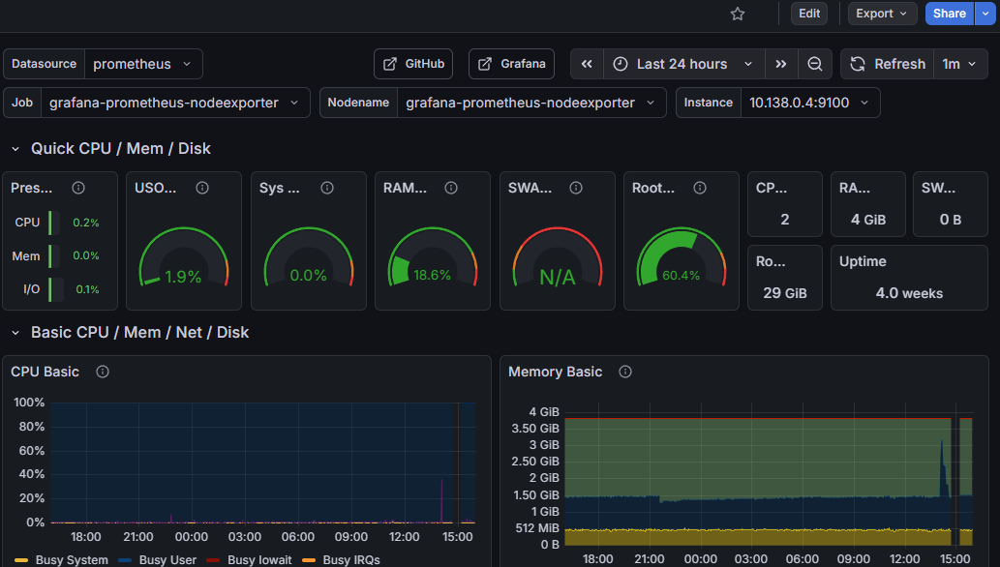 Edit Export Share
Datasource prometheus GitHub Grafana Last 24 hours Refresh 1m
Job grafana-prometheus-nodeexporter Nodename grafana-prometheus-nodeexporter Instance 10.138.0.4:9100
Quick CPU / Mem / Disk
Pres... USO... Sys ... RAM... SWA... Root... CP... RA... SW...
CPU 0.2%
2 4 GiB 0 B
Mem 0.0%
Ro... Uptime
1.9% 0.0% 18.6% N/A 60.4%
I/O 0.1%
29 GiB 4.0 weeks
Basic CPU / Mem / Net / Disk
CPU Basic
100%
80%
60%
40%
20%
0%
18:00 21:00 00:00 03:00 06:00 09:00 12:00 15:00
Busy System Busy User Busy Iowait Busy IRQs
Memory Basic
4 GiB
3.50 GiB
3 GiB
2.50 GiB
2 GiB
1.50 GiB
1 GiB
512 MiB
0 B
18:00 21:00 00:00 03:00 06:00 09:00 12:00 15:00